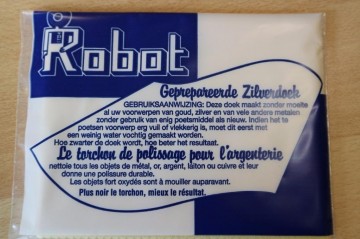 Robot
Geprepareerde Zilverdoek
GEBRUIKSAANWIJZING: Deze doek maakt zonder moeite
al uw voorwerpen van goud, zilver en van vele andere metalen
zonder gebruik van enig poetsmiddel als nieuw. Indien het te
poetsen voorwerp erg vuil of vlekkerig is, moet dit eerst met
een weinig water vochtig gemaakt worden.
Hoe zwarter de doek wordt, hoe beter het resultaat.
Le torchon de polissage pour l'argenterie
nettoie tous les objets de métal, or, argent, laiton ou cuivre et leur
donne une polissure durable.
Les objets fort oxydés sont à mouiller auparavant.
Plus noir le torchon, mieux le résultat.